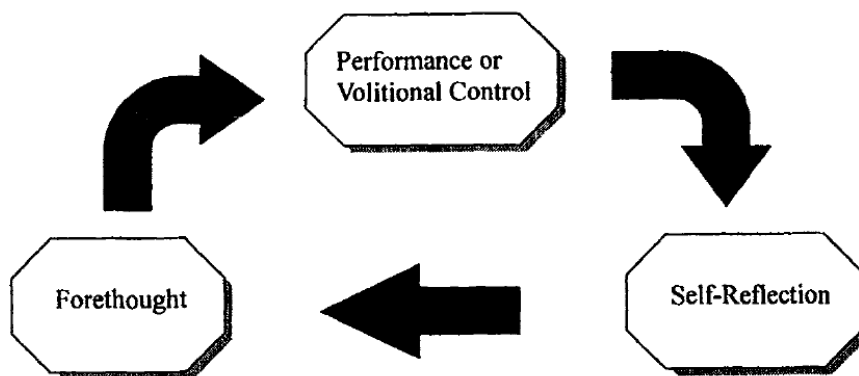 Performance or
Volitional Control
Forethought
Self-Reflection